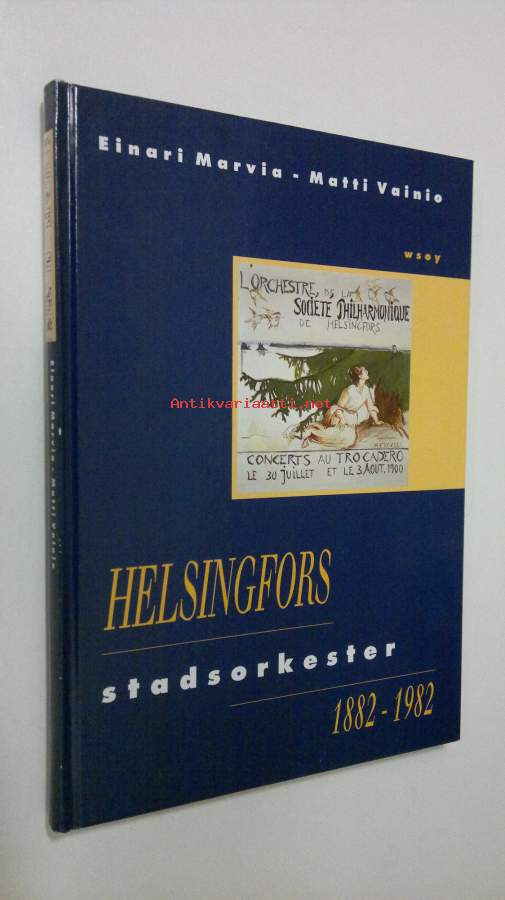 Einari Marvia - Matti Vainio
wsoy
L'ORCHESTRE DE LA
SOCIÉTÉ PHILHARMONIQUE
DE HELSINGFORS
Antikvariaatti.net
CONCERTS AU TROCADERO
LE 30 JUILLET ET LE 3 AOUT. 1900
HELSINGFORS
stadsorkester
1882 - 1982
Einari Marvia - Matti Vainio